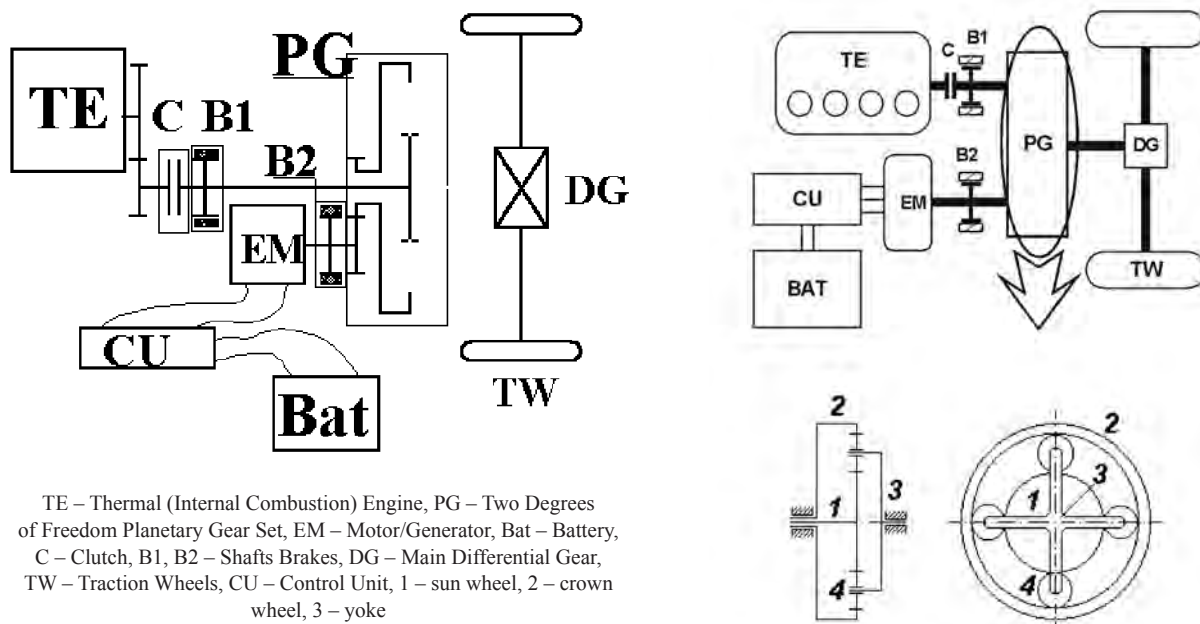 TE
C
B1
PG
B2
EM
DG
CU
Bat
TW
TE – Thermal (Internal Combustion) Engine, PG – Two Degrees
of Freedom Planetary Gear Set, EM – Motor/Generator, Bat – Battery,
C – Clutch, B1, B2 – Shafts Brakes, DG – Main Differential Gear,
TW – Traction Wheels, CU – Control Unit, 1 – sun wheel, 2 – crown
wheel, 3 – yoke
TE
C
B1
B2
PG
DG
CU
EM
BAT
TW
2
1
3
4
2
3
1
4